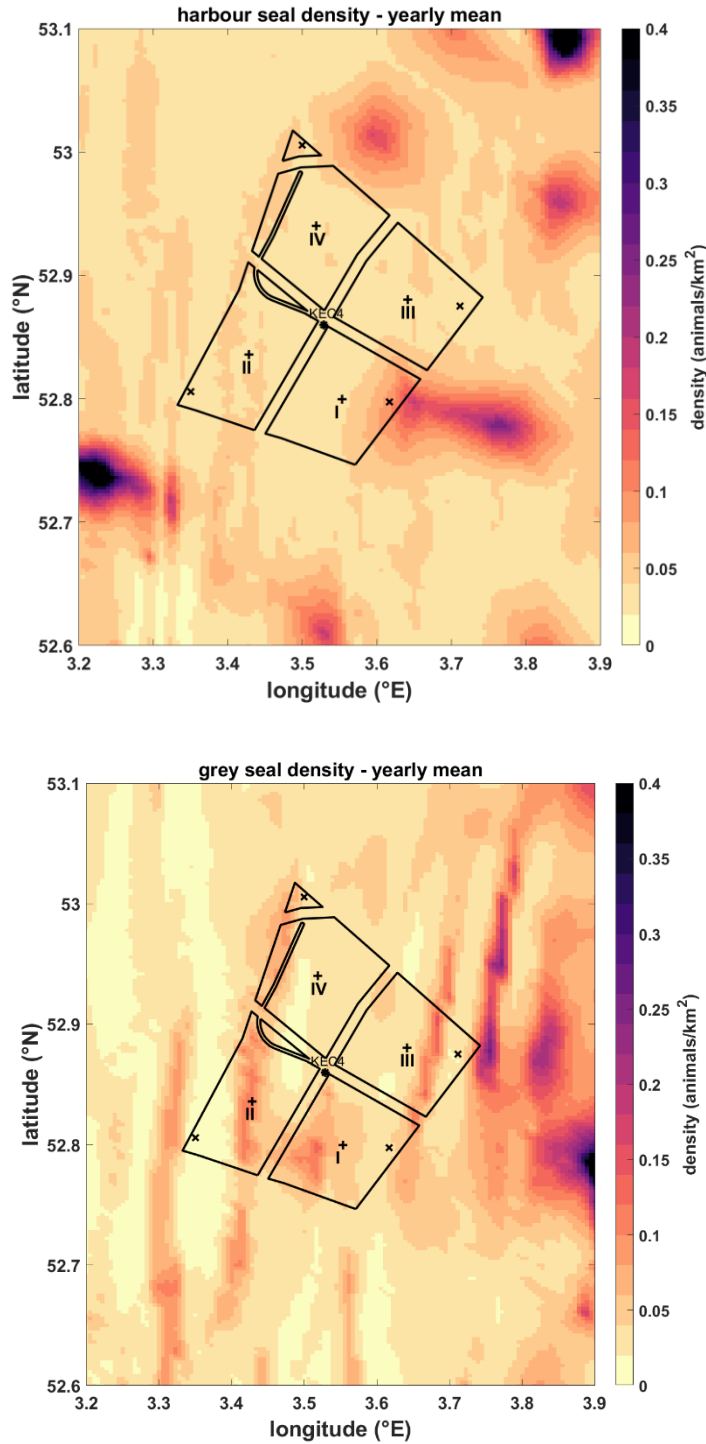 harbour seal density - yearly mean
53.1
53
52.9
52.8
52.7
52.6
latitude (°N)
3.2 3.3 3.4 3.5 3.6 3.7 3.8 3.9
longitude (°E)
IV
III
KEC4
II
I
0.4
0.35
0.3
0.25
0.2
0.15
0.1
0.05
0
density (animals/km²)
grey seal density - yearly mean
53.1
53
52.9
52.8
52.7
52.6
latitude (°N)
3.2 3.3 3.4 3.5 3.6 3.7 3.8 3.9
longitude (°E)
IV
III
KEC4
II
I
0.4
0.35
0.3
0.25
0.2
0.15
0.1
0.05
0
density (animals/km²)